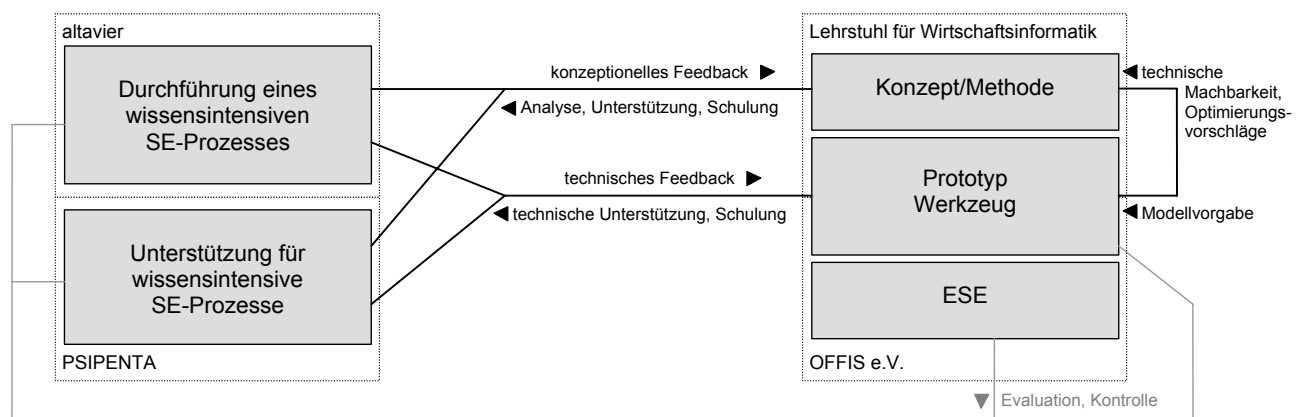 altavier
Durchführung eines
wissensintensiven
SE-Prozesses
Unterstützung für
wissensintensive
SE-Prozesse
PSIPENTA
konzeptionelles Feedback
Analyse, Unterstützung, Schulung
technisches Feedback
technische Unterstützung, Schulung
Lehrstuhl für Wirtschaftsinformatik
Konzept/Methode
Prototyp
Werkzeug
ESE
OFFIS e.V.
technische
Machbarkeit,
Optimierungs-
vorschläge
Modellvorgabe
Evaluation, Kontrolle